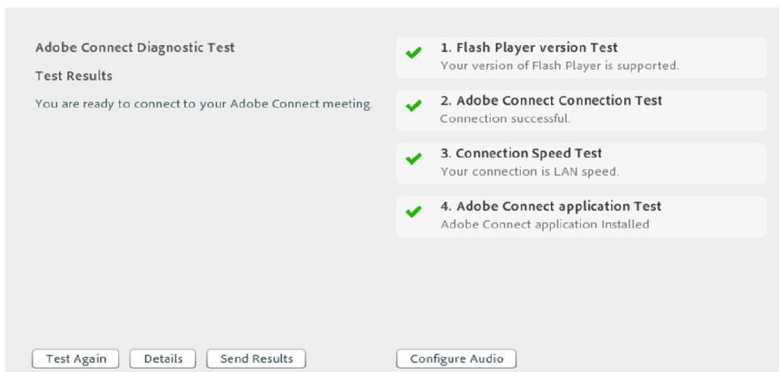 Adobe Connect Diagnostic Test
Test Results
You are ready to connect to your Adobe Connect meeting.
1. Flash Player version Test
Your version of Flash Player is supported.
2. Adobe Connect Connection Test
Connection successful.
3. Connection Speed Test
Your connection is LAN speed.
4. Adobe Connect application Test
Adobe Connect application Installed
Test Again
Details
Send Results
Configure Audio